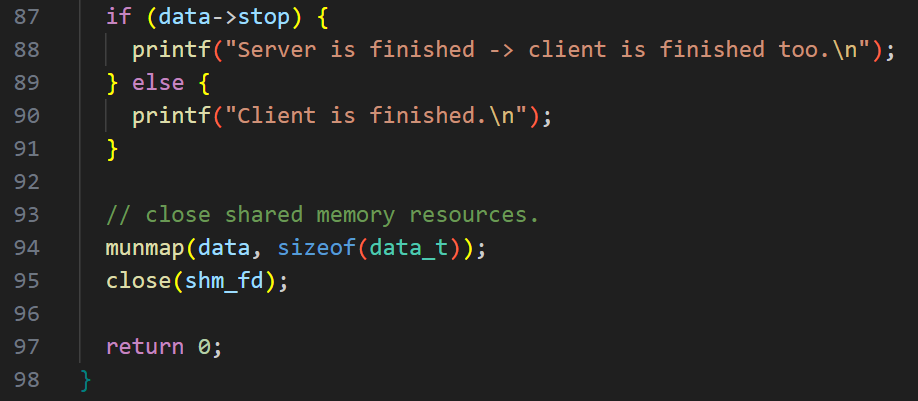 87 if (data->stop) {
88 printf("Server is finished -> client is finished too.\n");
89 } else {
90 printf("Client is finished.\n");
91 }
92
93 // close shared memory resources.
94 munmap(data, sizeof(data_t));
95 close(shm_fd);
96
97 return 0;
98 }